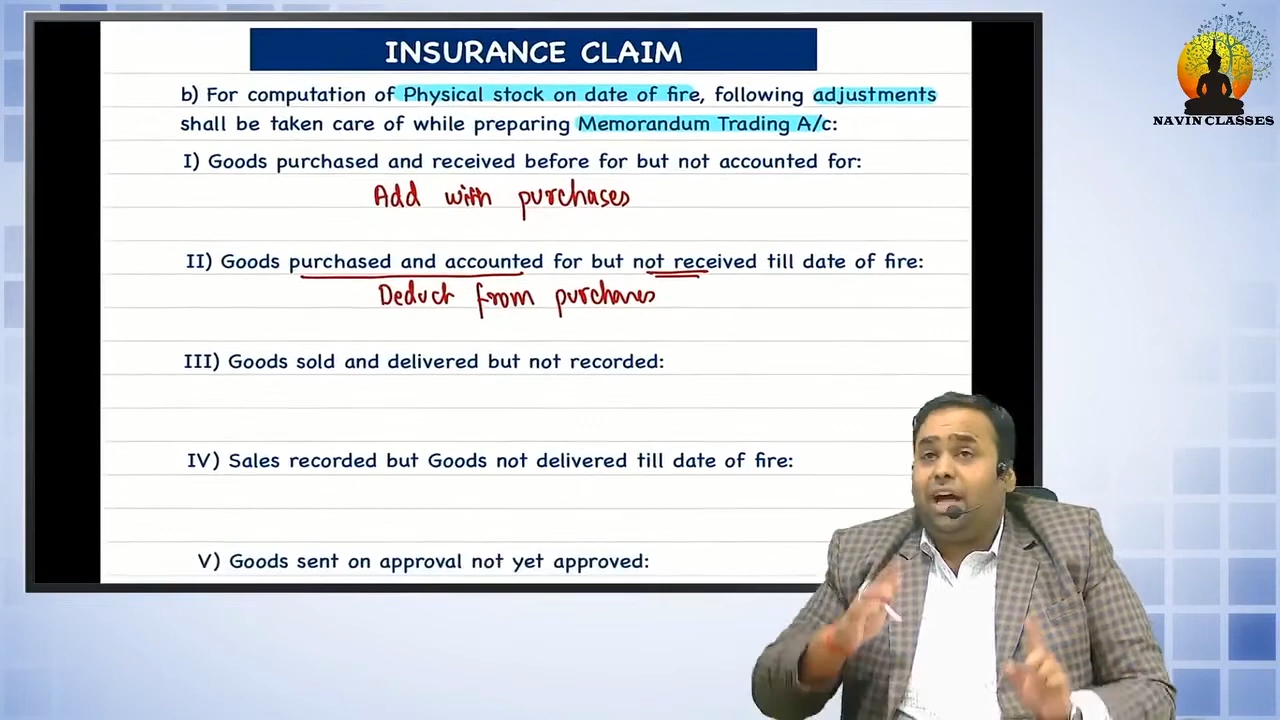 INSURANCE CLAIM
NAVIN CLASSES
b) For computation of Physical stock on date of fire, following adjustments
shall be taken care of while preparing Memorandum Trading A/c:
I) Goods purchased and received before for but not accounted for:
Add with purchases
II) Goods purchased and accounted for but not received till date of fire:
Deduct from purchases
III) Goods sold and delivered but not recorded:
IV) Sales recorded but Goods not delivered till date of fire:
V) Goods sent on approval not yet approved: